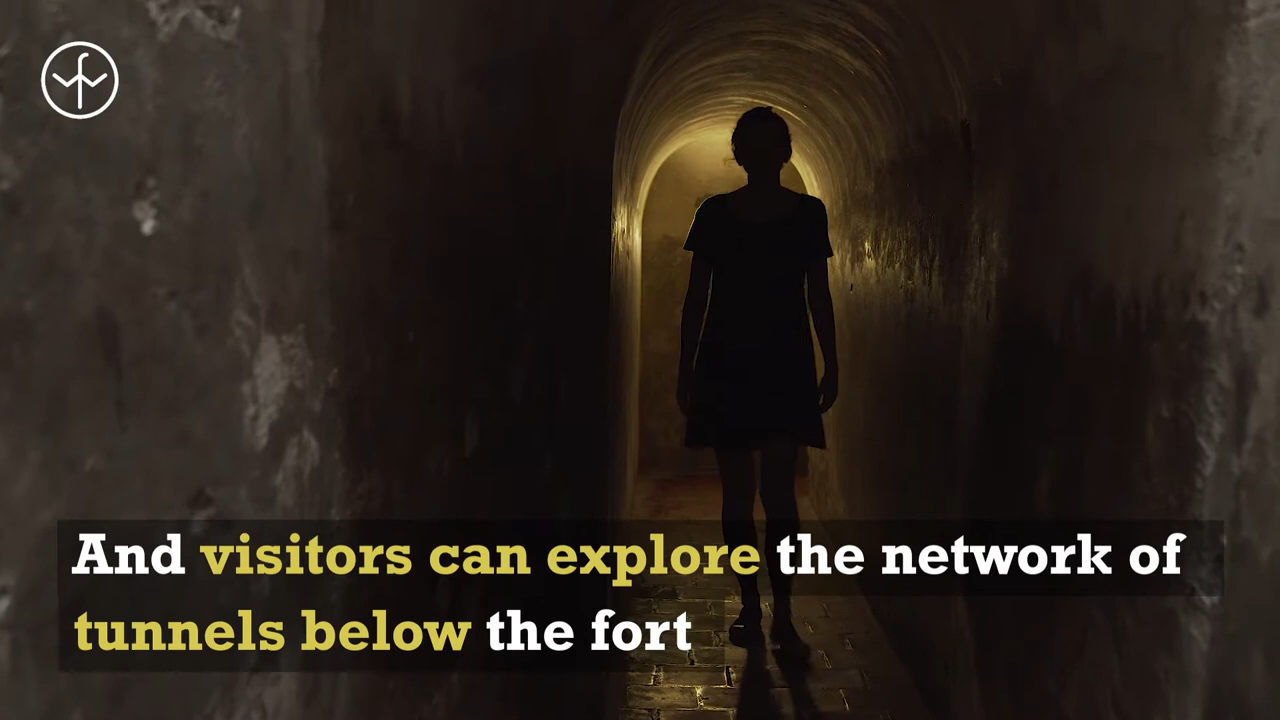 And visitors can explore the network of
tunnels below the fort